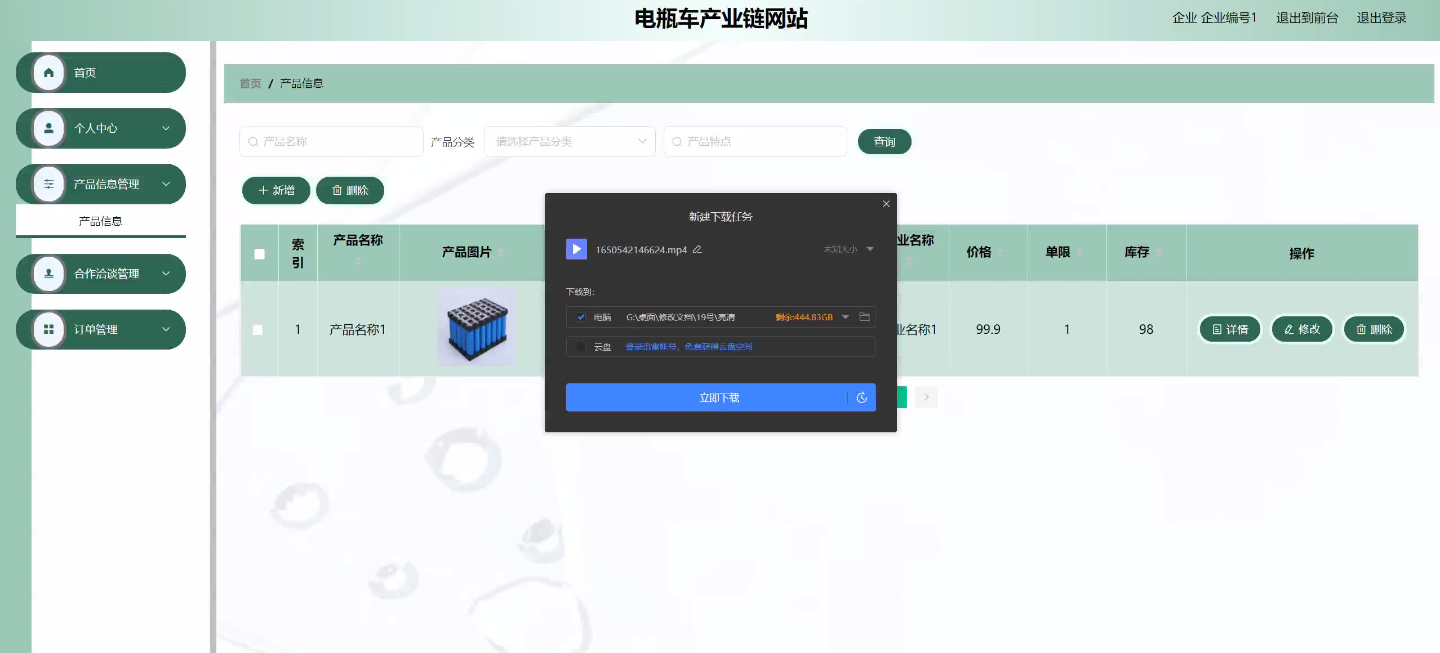 电瓶车产业链网站
企业 企业编号1 退出到前台 退出登录
首页
个人中心
产品信息管理
产品信息
合作洽谈管理
订单管理
首页 / 产品信息
产品名称 产品分类 请选择产品分类 产品特点 查询
新增 删除
索引 产品名称 产品图片 业名称 价格 单限 库存 操作
1 产品名称1 业名称1 99.9 1 98 详情 修改 删除
新建下载任务
1650542146624.mp4 未知大小
下载到:
电脑 G:\桌面\修改文档\19号\亮清 剩余:444.83GB
云盘 登录迅雷账号，免费获得云盘空间
立即下载